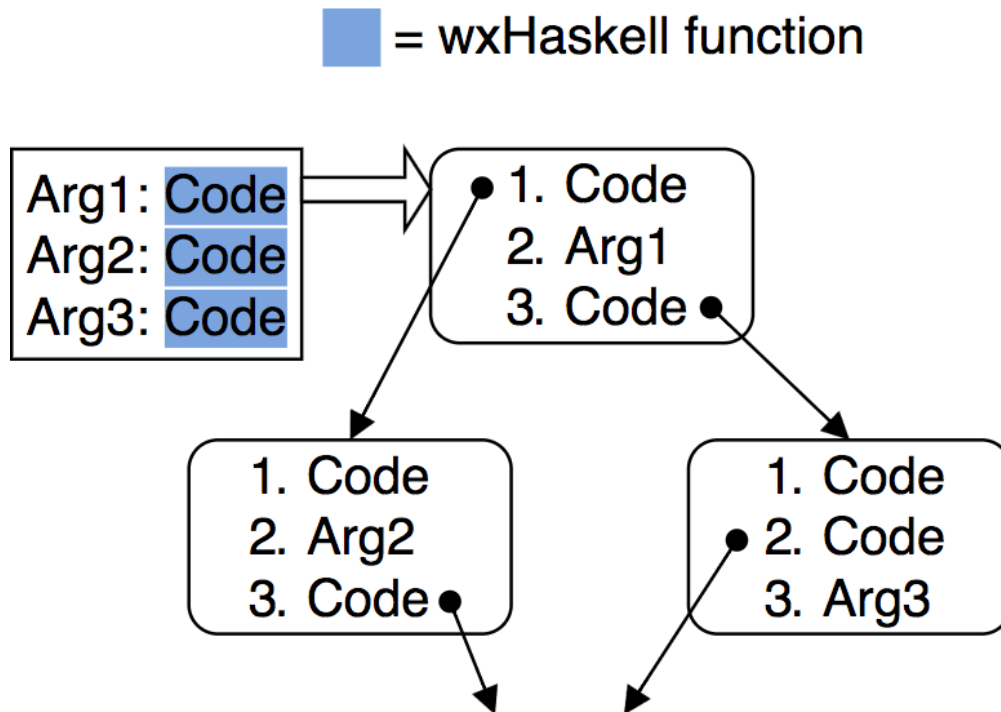 = wxHaskell function
Arg1: Code
Arg2: Code
Arg3: Code
1. Code
2. Arg1
3. Code
1. Code
2. Arg2
3. Code
1. Code
2. Code
3. Arg3